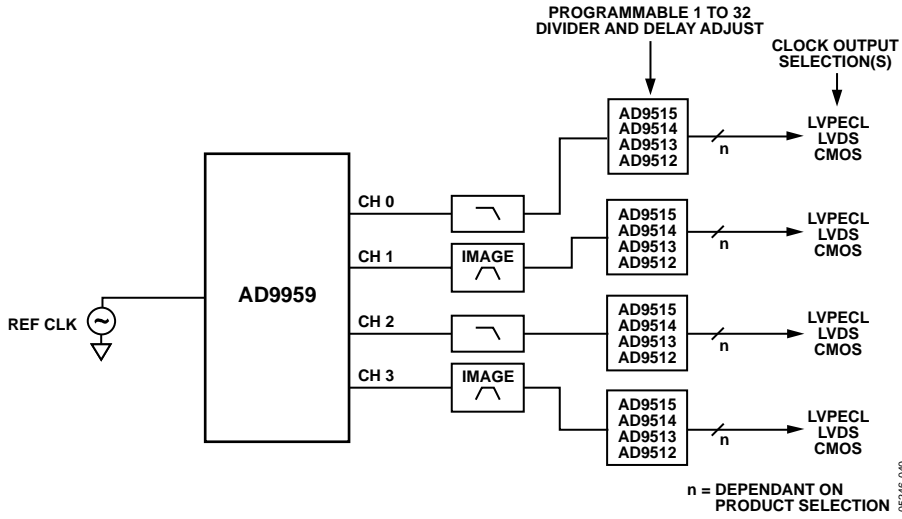 PROGRAMMABLE 1 TO 32
DIVIDER AND DELAY ADJUST
CLOCK OUTPUT
SELECTION(S)
AD9515
AD9514
AD9513
AD9512
n
LVPECL
LVDS
CMOS
CH 0
AD9515
AD9514
AD9513
AD9512
n
LVPECL
LVDS
CMOS
CH 1
IMAGE
AD9959
REF CLK
CH 2
AD9515
AD9514
AD9513
AD9512
n
LVPECL
LVDS
CMOS
CH 3
IMAGE
AD9515
AD9514
AD9513
AD9512
n
LVPECL
LVDS
CMOS
n = DEPENDANT ON
PRODUCT SELECTION
05246-040